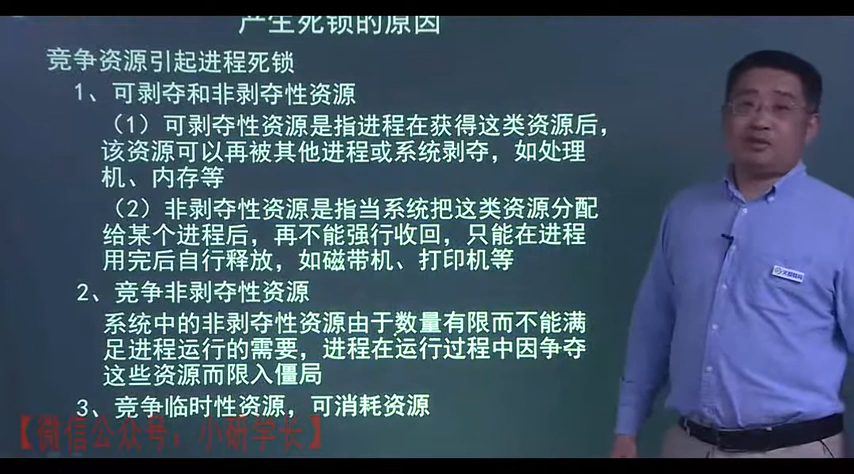 产生死锁的原因
竞争资源引起进程死锁
1、可剥夺和非剥夺性资源
（1）可剥夺性资源是指进程在获得这类资源后，
该资源可以再被其他进程或系统剥夺，如处理
机、内存等
（2）非剥夺性资源是指当系统把这类资源分配
给某个进程后，再不能强行收回，只能在进程
用完后自行释放，如磁带机、打印机等
2、竞争非剥夺性资源
系统中的非剥夺性资源由于数量有限而不能满
足进程运行的需要，进程在运行过程中因争夺
这些资源而限入僵局
3、竞争临时性资源，可消耗资源
【微信公众号：小研学长】